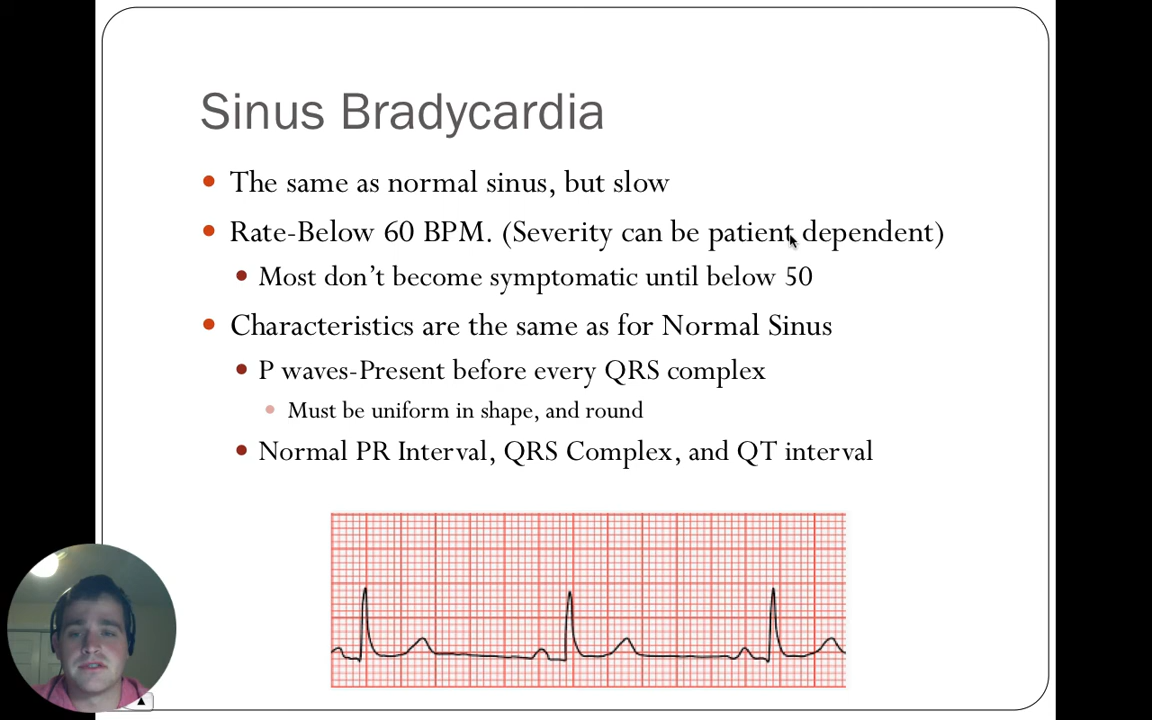 Sinus Bradycardia
The same as normal sinus, but slow
Rate-Below 60 BPM. (Severity can be patient dependent)
Most don’t become symptomatic until below 50
Characteristics are the same as for Normal Sinus
P waves-Present before every QRS complex
Must be uniform in shape, and round
Normal PR Interval, QRS Complex, and QT interval